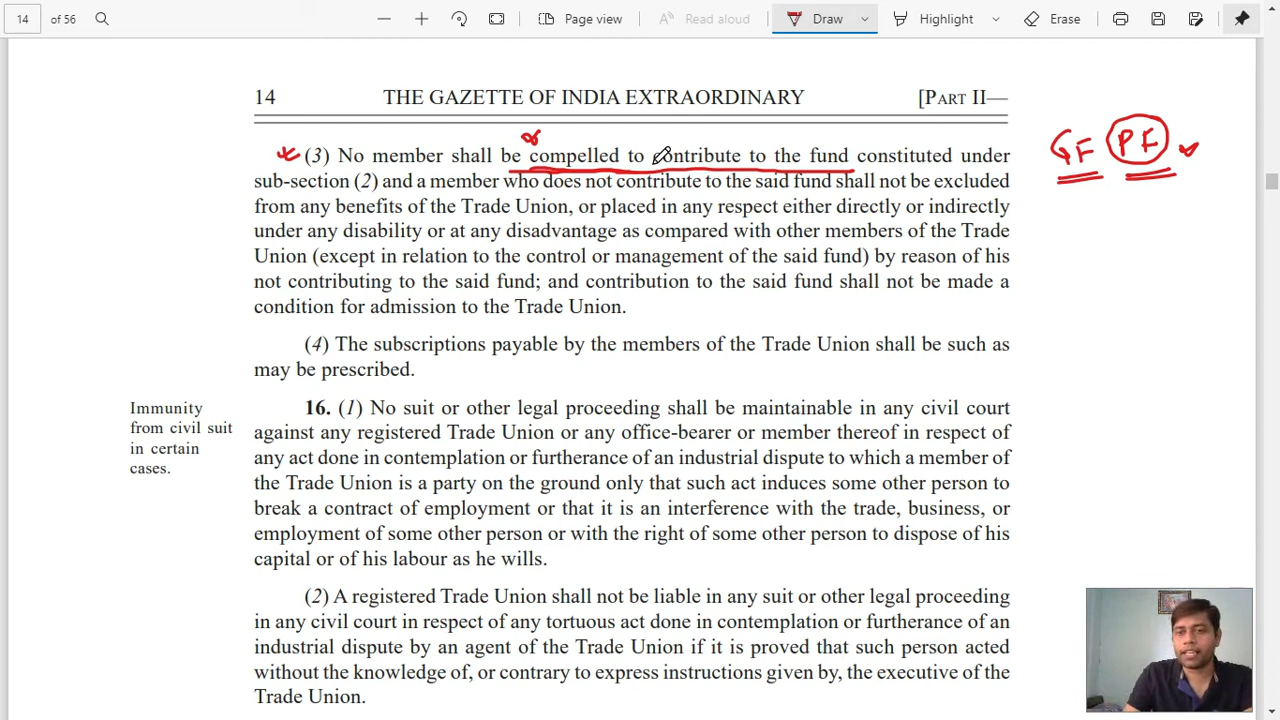 14 of 56 Page view Read aloud Draw Highlight Erase
14 THE GAZETTE OF INDIA EXTRAORDINARY [PART II—
GF PF
(3) No member shall be compelled to contribute to the fund constituted under
sub-section (2) and a member who does not contribute to the said fund shall not be excluded
from any benefits of the Trade Union, or placed in any respect either directly or indirectly
under any disability or at any disadvantage as compared with other members of the Trade
Union (except in relation to the control or management of the said fund) by reason of his
not contributing to the said fund; and contribution to the said fund shall not be made a
condition for admission to the Trade Union.
(4) The subscriptions payable by the members of the Trade Union shall be such as
may be prescribed.
Immunity
from civil suit
in certain
cases.
16. (1) No suit or other legal proceeding shall be maintainable in any civil court
against any registered Trade Union or any office-bearer or member thereof in respect of
any act done in contemplation or furtherance of an industrial dispute to which a member of
the Trade Union is a party on the ground only that such act induces some other person to
break a contract of employment or that it is an interference with the trade, business, or
employment of some other person or with the right of some other person to dispose of his
capital or of his labour as he wills.
(2) A registered Trade Union shall not be liable in any suit or other legal proceeding
in any civil court in respect of any tortuous act done in contemplation or furtherance of an
industrial dispute by an agent of the Trade Union if it is proved that such person acted
without the knowledge of, or contrary to express instructions given by, the executive of the
Trade Union.